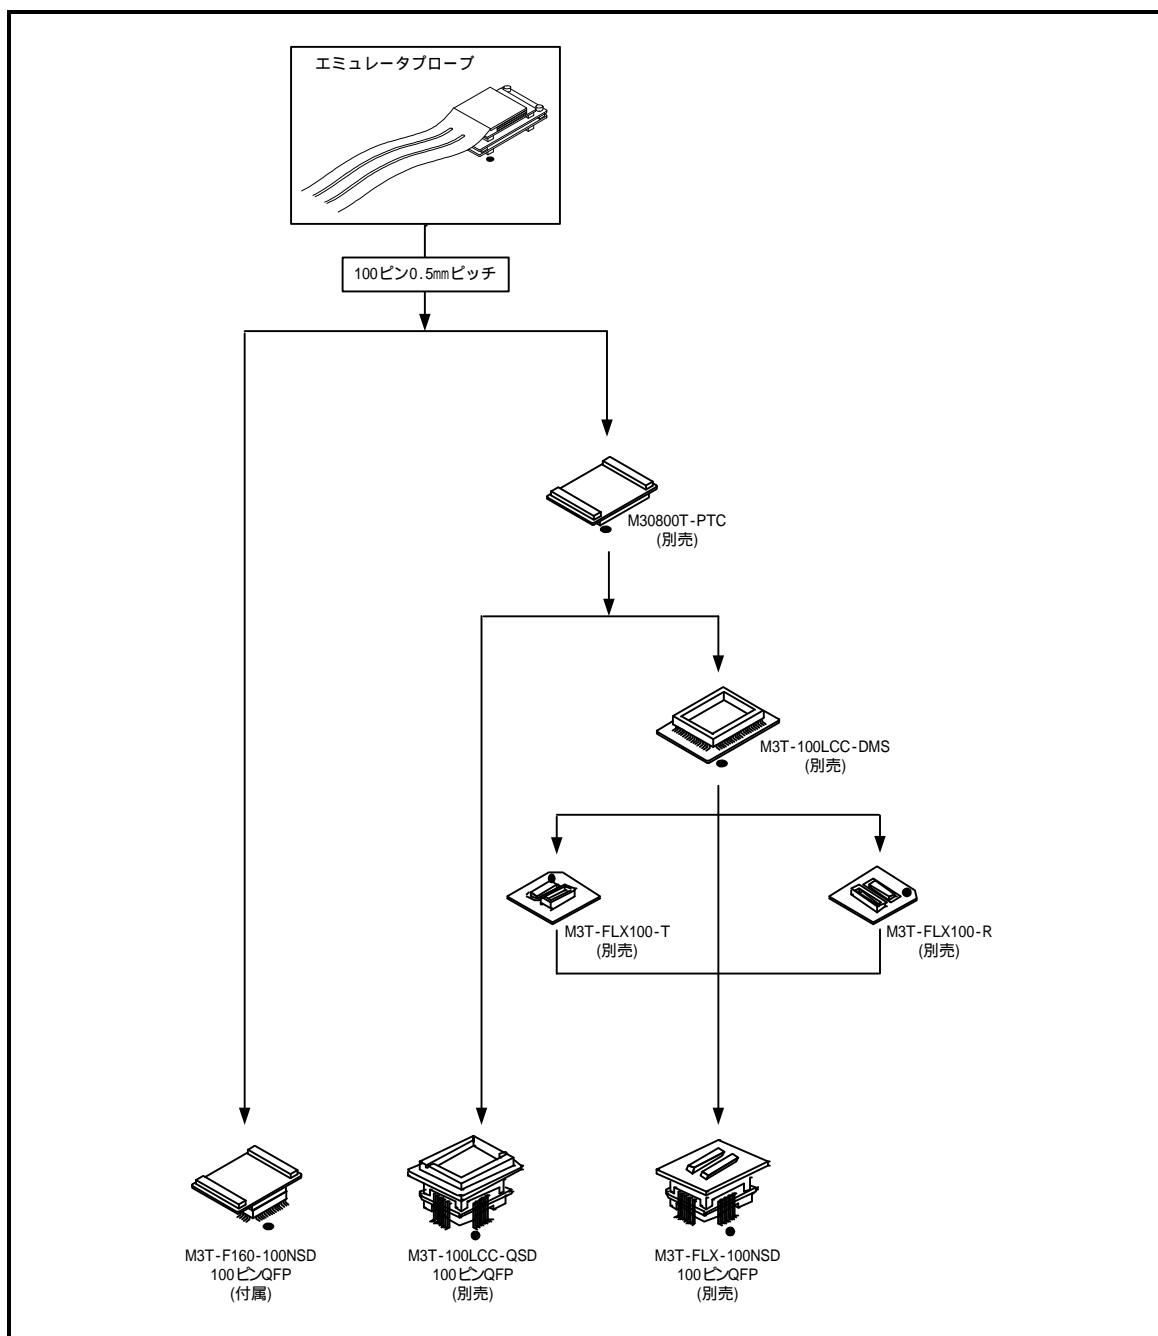 エミュレータプローブ
100ピン0.5㎜ピッチ
M30800T-PTC
(別売)
M3T-100LCC-DMS
(別売)
M3T-FLX100-T
(別売)
M3T-FLX100-R
(別売)
M3T-F160-100NSD
100ピンQFP
(付属)
M3T-100LCC-QSD
100ピンQFP
(別売)
M3T-FLX-100NSD
100ピンQFP
(別売)